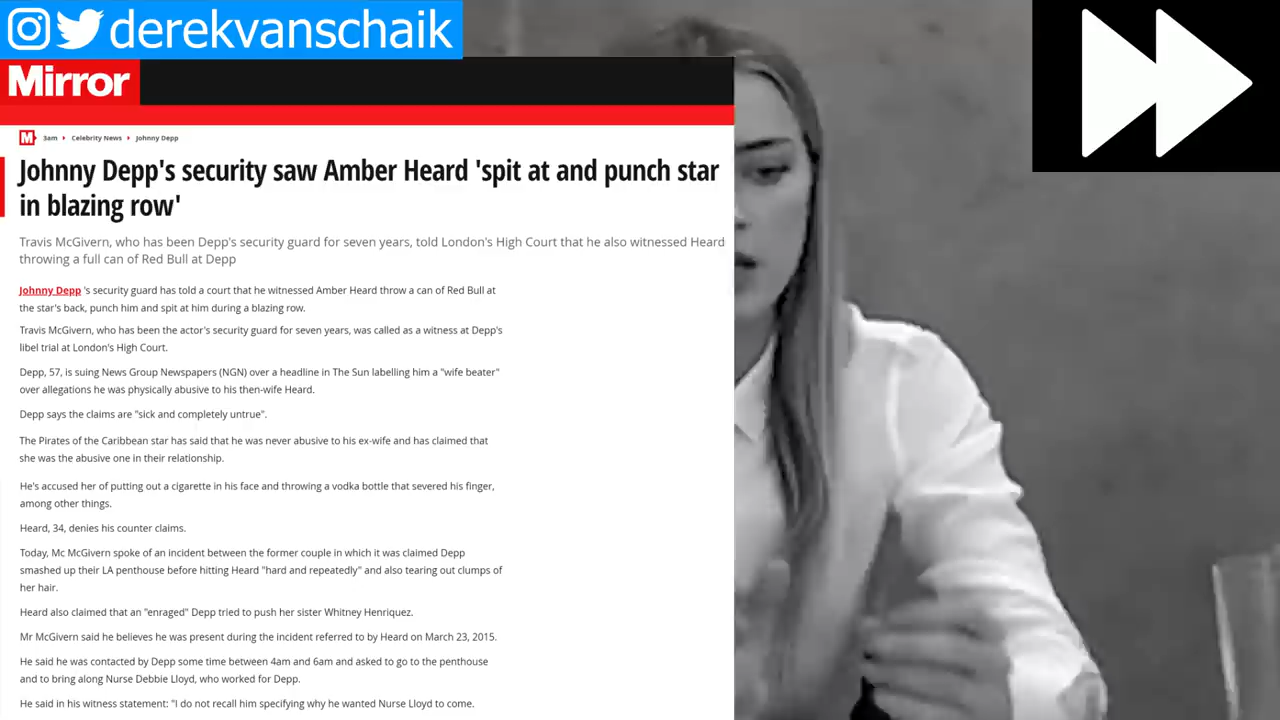 derekvanschaik
Mirror
M 3am Celebrity News Johnny Depp
Johnny Depp's security saw Amber Heard 'spit at and punch star
in blazing row'
Travis McGivern, who has been Depp's security guard for seven years, told London's High Court that he also witnessed Heard
throwing a full can of Red Bull at Depp
Johnny Depp 's security guard has told a court that he witnessed Amber Heard throw a can of Red Bull at
the star's back, punch him and spit at him during a blazing row.
Travis McGivern, who has been the actor's security guard for seven years, was called as a witness at Depp's
libel trial at London's High Court.
Depp, 57, is suing News Group Newspapers (NGN) over a headline in The Sun labelling him a "wife beater"
over allegations he was physically abusive to his then-wife Heard.
Depp says the claims are "sick and completely untrue".
The Pirates of the Caribbean star has said that he was never abusive to his ex-wife and has claimed that
she was the abusive one in their relationship.
He's accused her of putting out a cigarette in his face and throwing a vodka bottle that severed his finger,
among other things.
Heard, 34, denies his counter claims.
Today, Mc McGivern spoke of an incident between the former couple in which it was claimed Depp
smashed up their LA penthouse before hitting Heard "hard and repeatedly" and also tearing out clumps of
her hair.
Heard also claimed that an "enraged" Depp tried to push her sister Whitney Henriquez.
Mr McGivern said he believes he was present during the incident referred to by Heard on March 23, 2015.
He said he was contacted by Depp some time between 4am and 6am and asked to go to the penthouse
and to bring along Nurse Debbie Lloyd, who worked for Depp.
He said in his witness statement: "I do not recall him specifying why he wanted Nurse Lloyd to come.